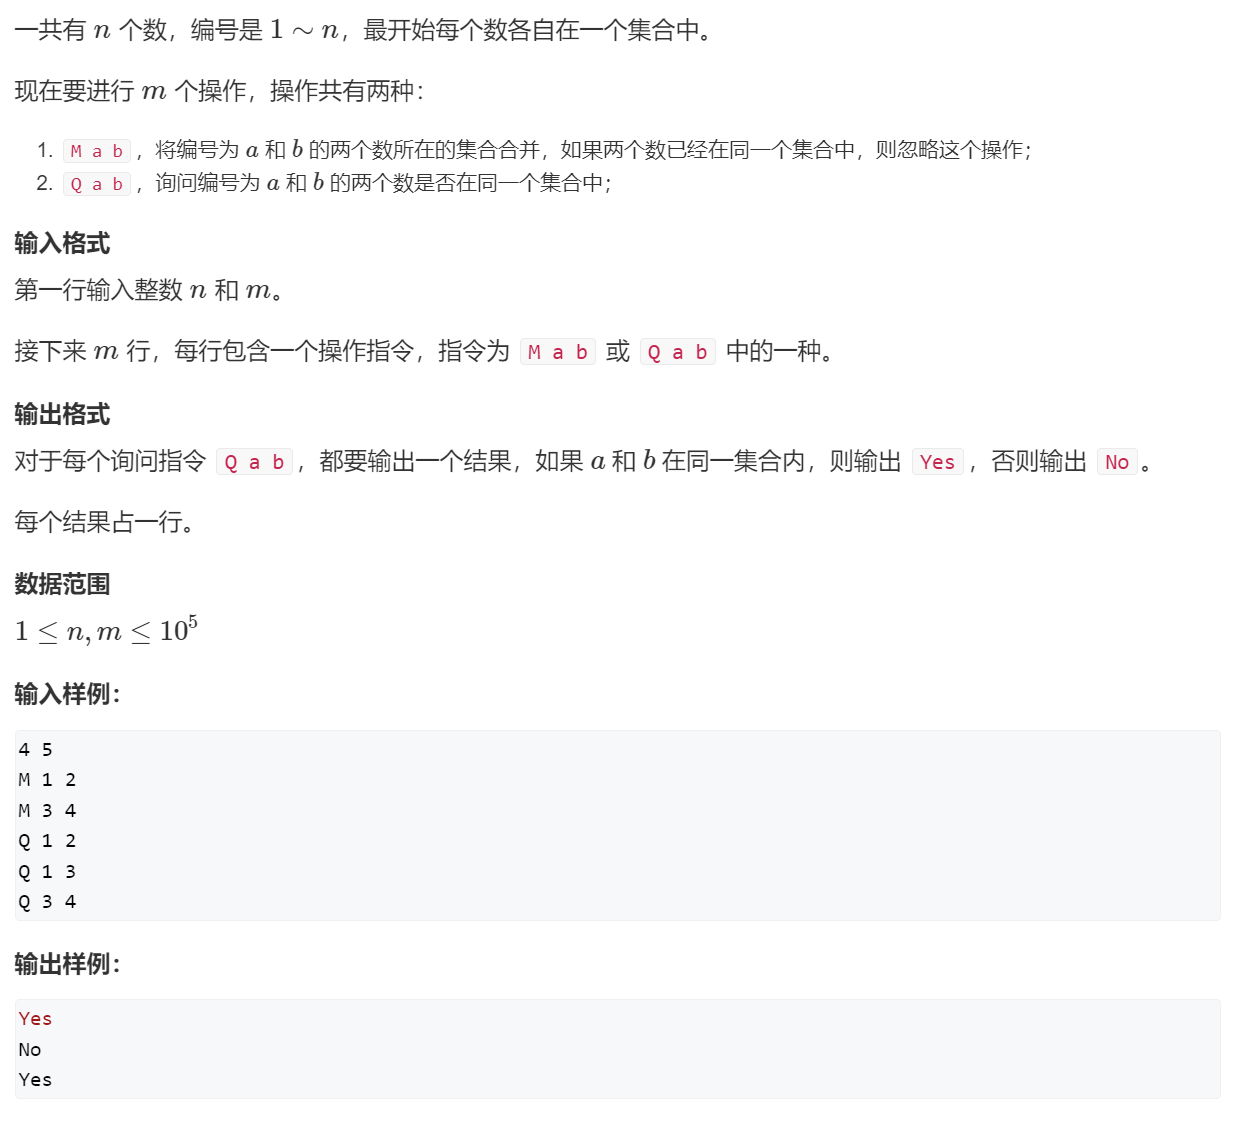 一共有 n 个数，编号是 1 ∼ n，最开始每个数各自在一个集合中。
现在要进行 m 个操作，操作共有两种：
1. M a b ，将编号为 a 和 b 的两个数所在的集合合并，如果两个数已经在同一个集合中，则忽略这个操作；
2. Q a b ，询问编号为 a 和 b 的两个数是否在同一个集合中；
输入格式
第一行输入整数 n 和 m。
接下来 m 行，每行包含一个操作指令，指令为 M a b 或 Q a b 中的一种。
输出格式
对于每个询问指令 Q a b ，都要输出一个结果，如果 a 和 b 在同一集合内，则输出 Yes ，否则输出 No 。
每个结果占一行。
数据范围
1 ≤ n, m ≤ 10⁵
输入样例：
4 5
M 1 2
M 3 4
Q 1 2
Q 1 3
Q 3 4
输出样例：
Yes
No
Yes